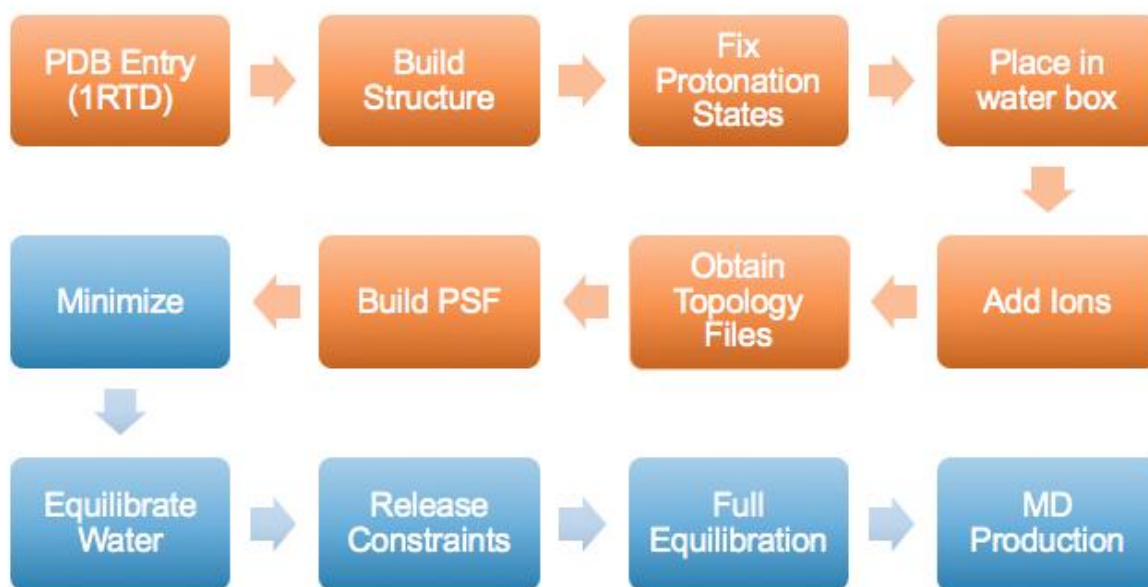 PDB Entry
(1RTD)
Build
Structure
Fix
Protonation
States
Place in
water box
Add Ions
Obtain
Topology
Files
Build PSF
Minimize
Equilibrate
Water
Release
Constraints
Full
Equilibration
MD
Production